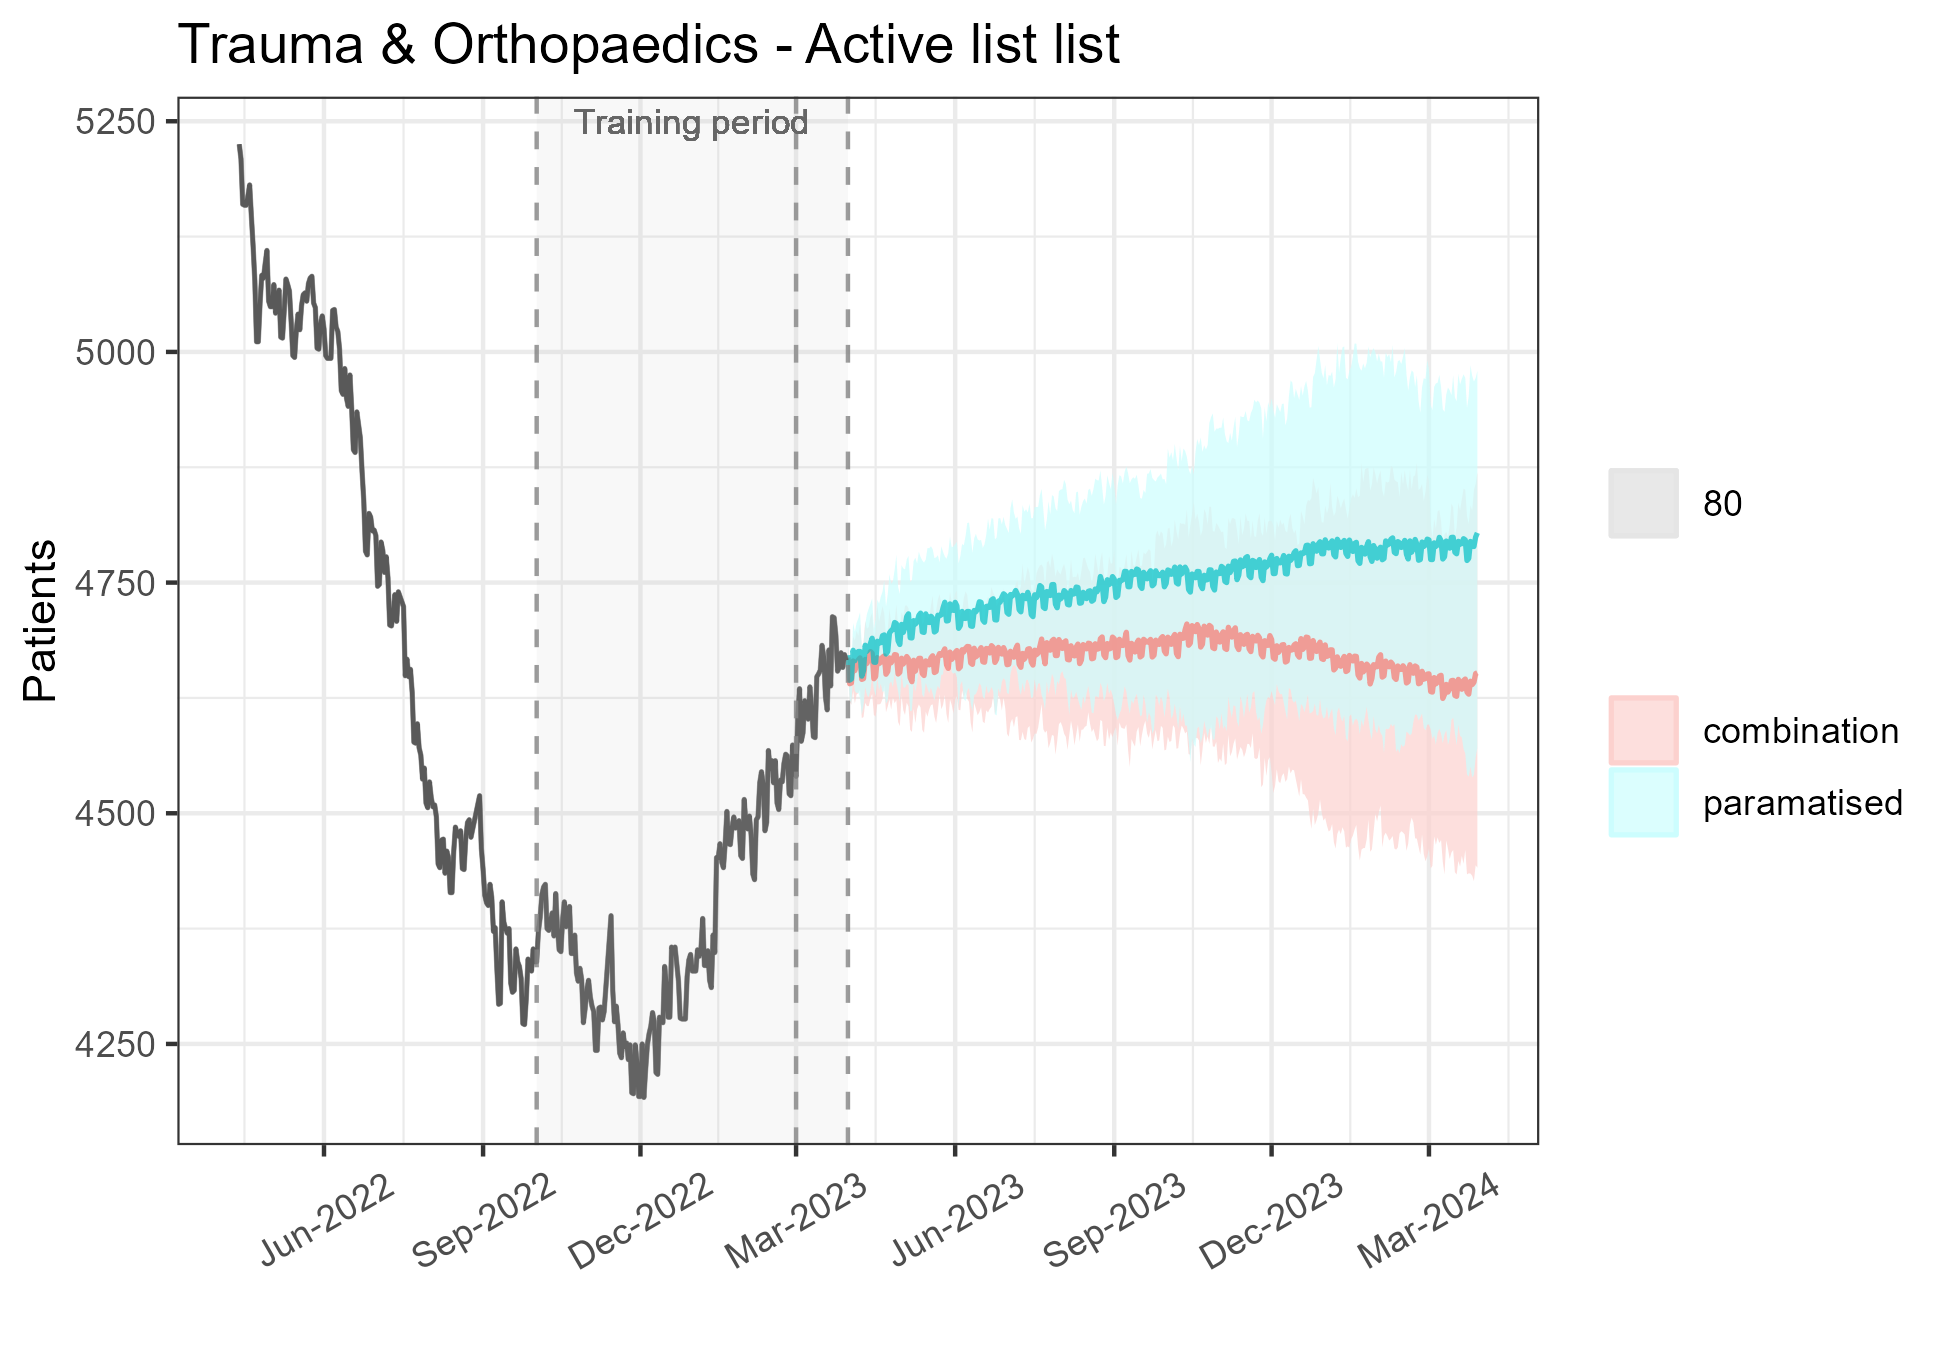 Trauma & Orthopaedics - Active list list
Training period
5250
5000
4750
4500
4250
Patients
Jun-2022
Sep-2022
Dec-2022
Mar-2023
Jun-2023
Sep-2023
Dec-2023
Mar-2024
80
combination
paramatised